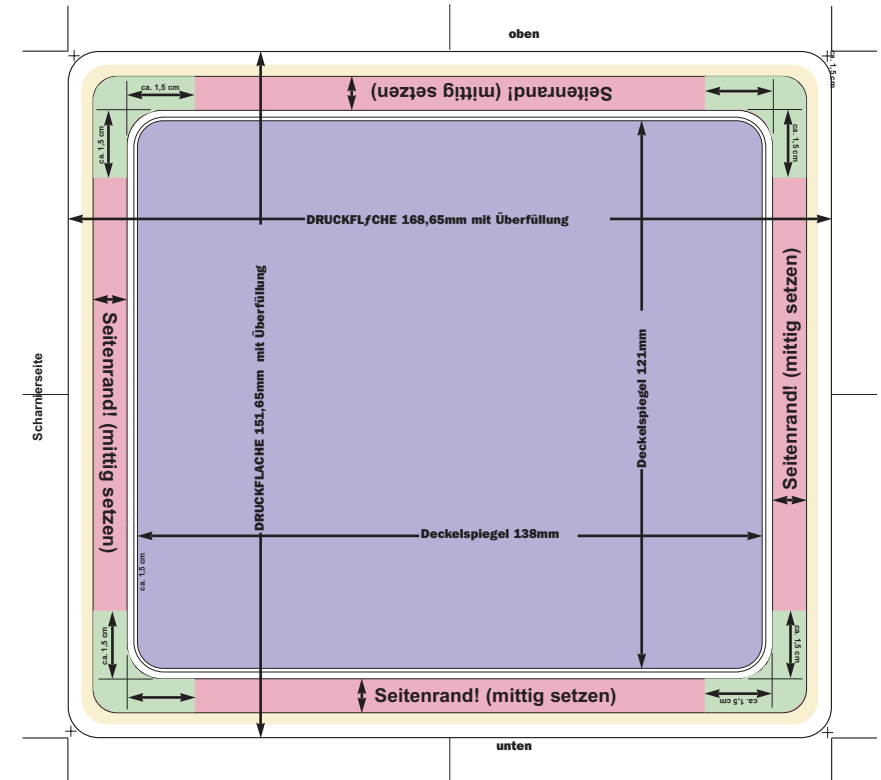 oben
ca. 1,5 cm
ca. 1,5 cm
Seitenrand! (mittig setzen)
ca. 1,5 cm
ca. 1,5 cm
DRUCKFLƒCHE 168,65mm mit Überfüllung
Scharnierseite
Seitenrand! (mittig setzen)
DRUCKFLACHE 151,65mm mit Überfüllung
Deckelspiegel 121mm
Seitenrand! (mittig setzen)
Deckelspiegel 138mm
ca. 1,5 cm
ca. 1,5 cm
ca. 1,5 cm
Seitenrand! (mittig setzen)
ca. 1,5 cm
unten